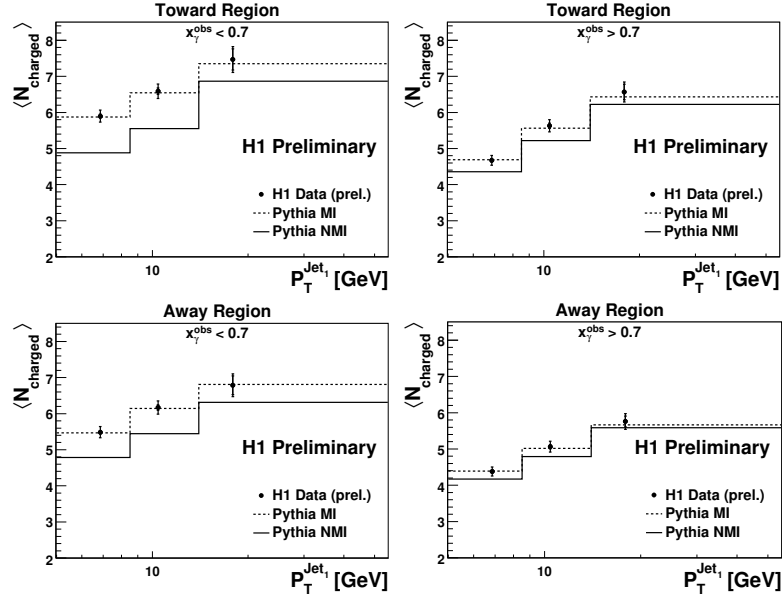 Toward Region
x_γ^obs < 0.7
⟨N_charged⟩
8
7
6
5
4
3
2
H1 Preliminary
H1 Data (prel.)
Pythia MI
Pythia NMI
10
P_T^Jet_1 [GeV]
Toward Region
x_γ^obs > 0.7
⟨N_charged⟩
8
7
6
5
4
3
2
H1 Preliminary
H1 Data (prel.)
Pythia MI
Pythia NMI
10
P_T^Jet_1 [GeV]
Away Region
x_γ^obs < 0.7
⟨N_charged⟩
8
7
6
5
4
3
2
H1 Preliminary
H1 Data (prel.)
Pythia MI
Pythia NMI
10
P_T^Jet_1 [GeV]
Away Region
x_γ^obs > 0.7
⟨N_charged⟩
8
7
6
5
4
3
2
H1 Preliminary
H1 Data (prel.)
Pythia MI
Pythia NMI
10
P_T^Jet_1 [GeV]